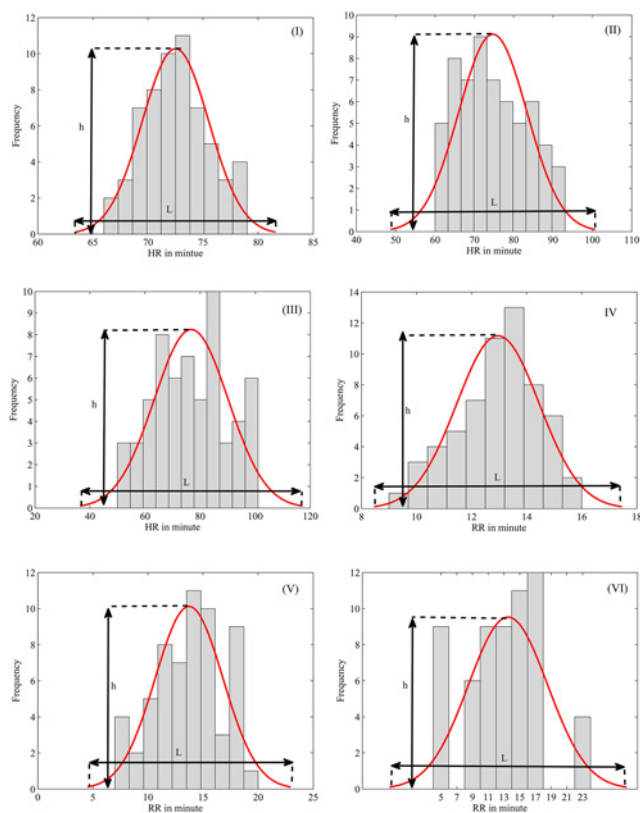 (I)
12
10
8
6
4
2
0
Frequency
h
L
60 65 70 75 80 85
HR in mintue
(II)
9
8
7
6
5
4
3
2
1
0
Frequency
h
L
40 50 60 70 80 90 100 110
HR in minute
(III)
10
9
8
7
6
5
4
3
2
1
0
Frequency
h
L
20 40 60 80 100 120
HR in minute
IV
14
12
10
8
6
4
2
0
Frequency
h
L
8 10 12 14 16 18
RR in minute
(V)
12
10
8
6
4
2
0
Frequency
h
L
0 5 10 15 20 25
RR in minute
(VI)
12
10
8
6
4
2
0
Frequency
h
L
5 7 9 11 13 15 17 19 21 23
RR in minute